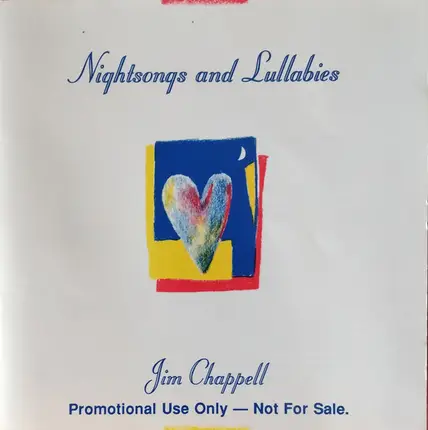 Nightsongs and Lullabies
Jim Chappell
Promotional Use Only — Not For Sale.